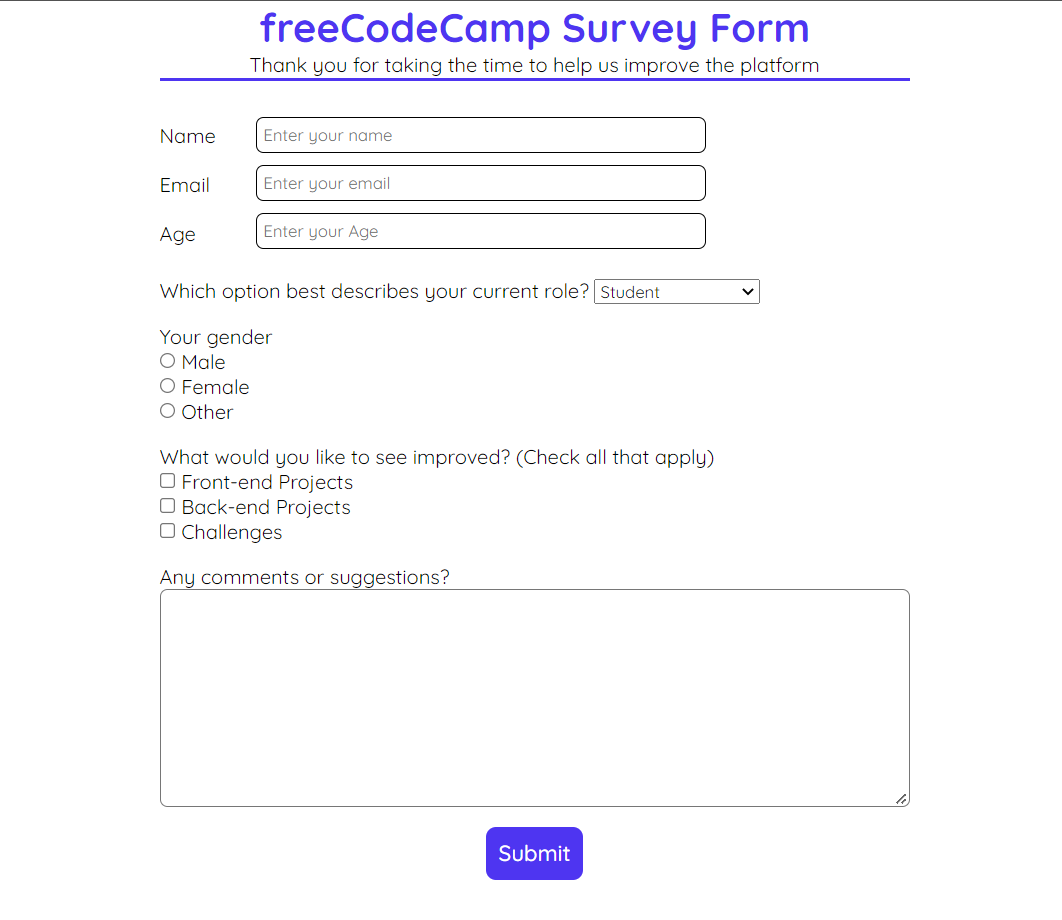 freeCodeCamp Survey Form
Thank you for taking the time to help us improve the platform
Name Enter your name
Email Enter your email
Age Enter your Age
Which option best describes your current role? Student
Your gender
Male
Female
Other
What would you like to see improved? (Check all that apply)
Front-end Projects
Back-end Projects
Challenges
Any comments or suggestions?
Submit